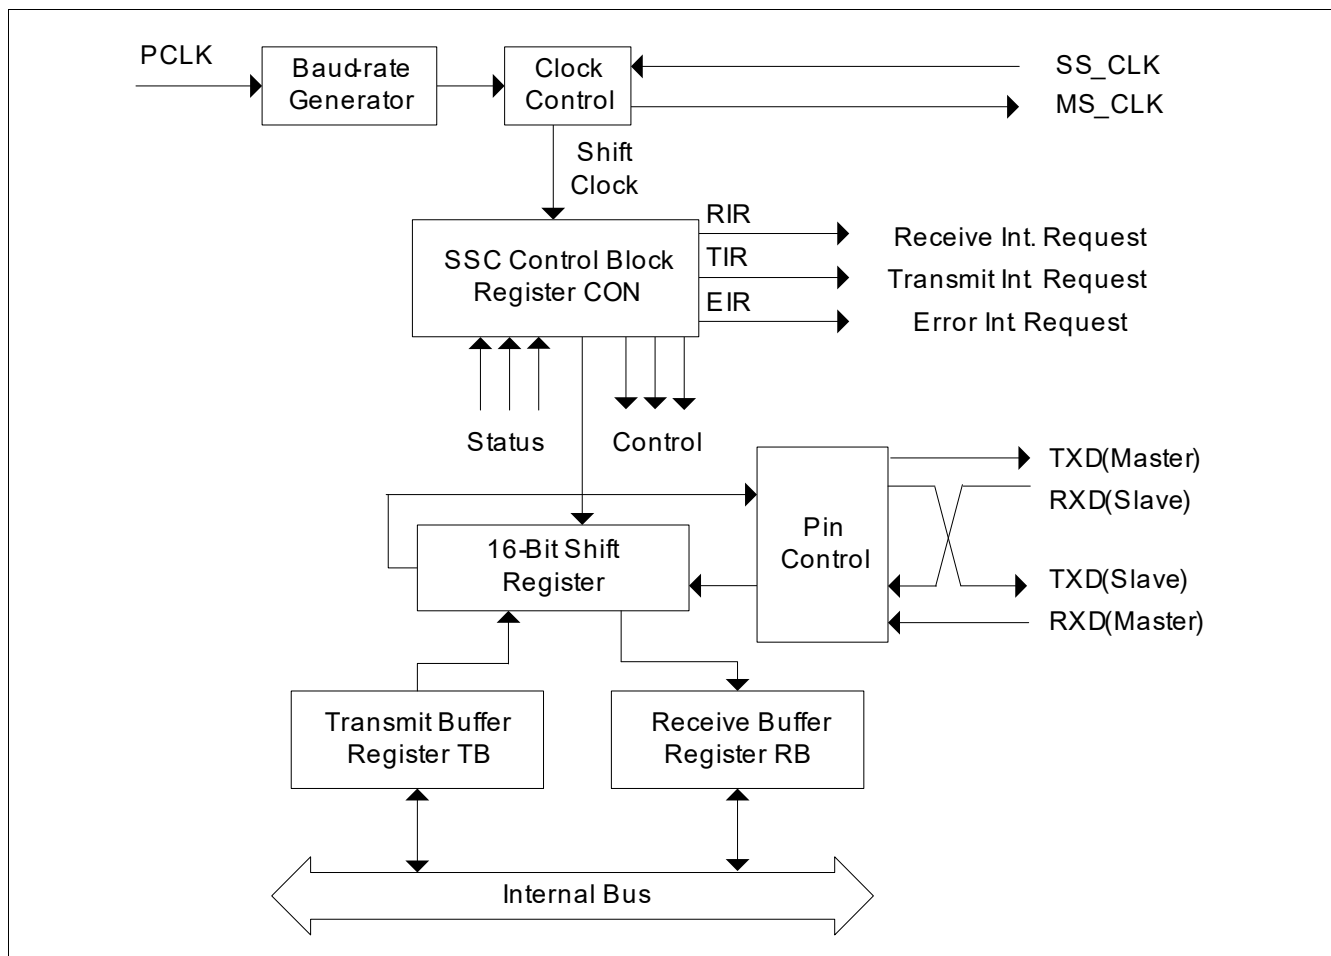 PCLK
Baud-rate
Generator
Clock
Control
SS_CLK
MS_CLK
Shift
Clock
SSC Control Block
Register CON
RIR
TIR
EIR
Receive Int. Request
Transmit Int. Request
Error Int. Request
Status
Control
Pin
Control
TXD(Master)
RXD(Slave)
TXD(Slave)
RXD(Master)
16-Bit Shift
Register
Transmit Buffer
Register TB
Receive Buffer
Register RB
Internal Bus